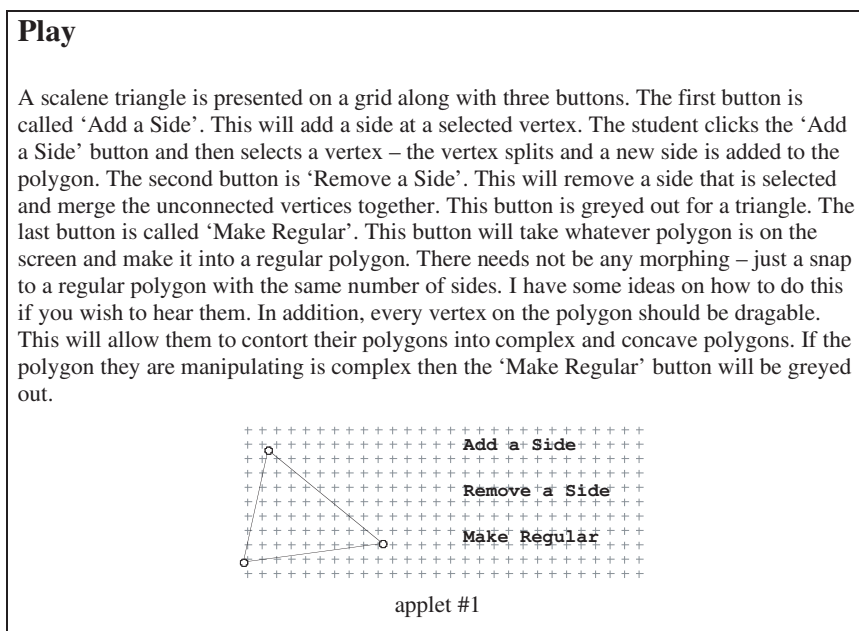 Play
A scalene triangle is presented on a grid along with three buttons. The first button is
called ‘Add a Side’. This will add a side at a selected vertex. The student clicks the ‘Add
a Side’ button and then selects a vertex – the vertex splits and a new side is added to the
polygon. The second button is ‘Remove a Side’. This will remove a side that is selected
and merge the unconnected vertices together. This button is greyed out for a triangle. The
last button is called ‘Make Regular’. This button will take whatever polygon is on the
screen and make it into a regular polygon. There needs not be any morphing – just a snap
to a regular polygon with the same number of sides. I have some ideas on how to do this
if you wish to hear them. In addition, every vertex on the polygon should be dragable.
This will allow them to contort their polygons into complex and concave polygons. If the
polygon they are manipulating is complex then the ‘Make Regular’ button will be greyed
out.
Add a Side
Remove a Side
Make Regular
applet #1